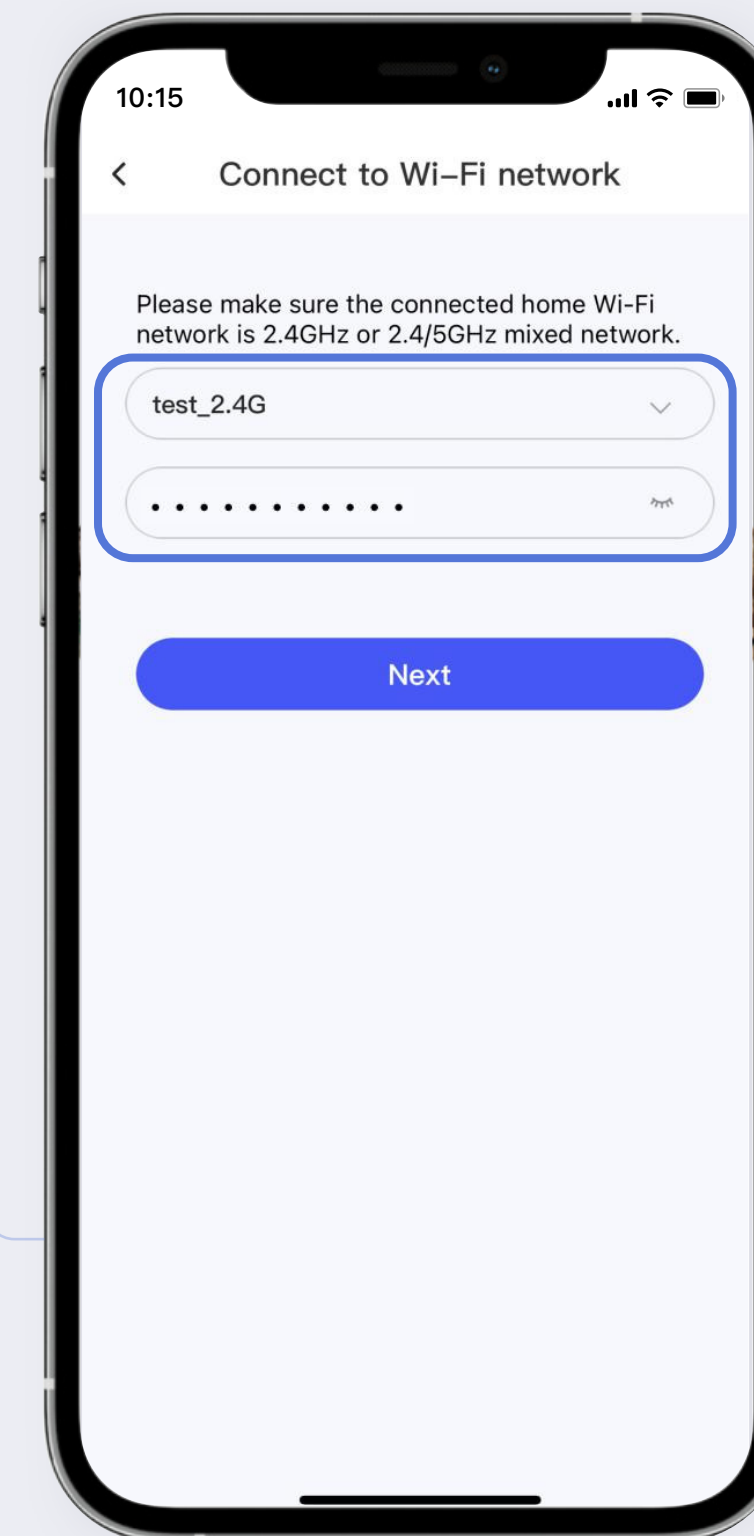 10:15
Connect to Wi-Fi network
Please make sure the connected home Wi-Fi
network is 2.4GHz or 2.4/5GHz mixed network.
test_2.4G
• • • • • • • • • • •
Next